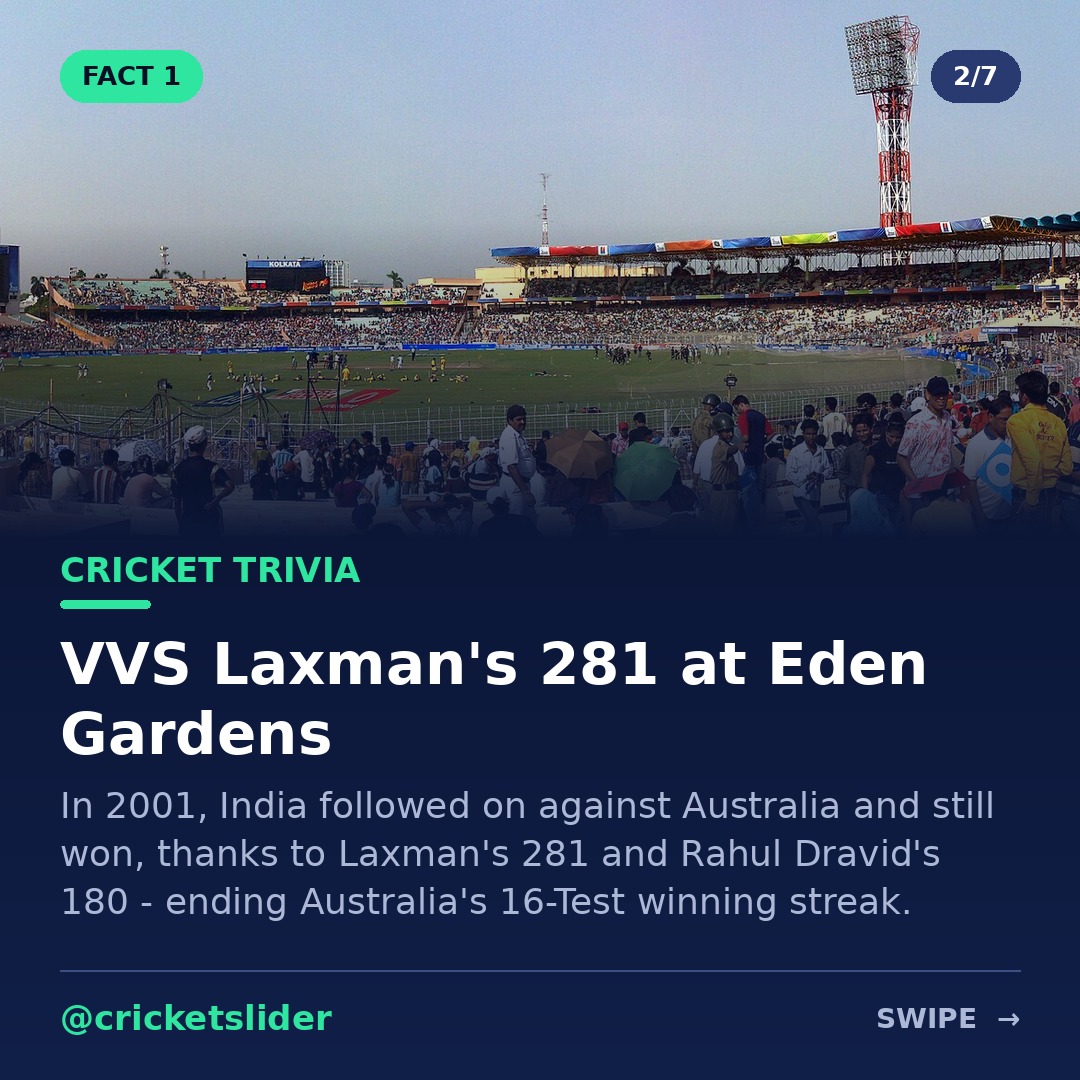 FACT 1
2/7
KOLKATA
CRICKET TRIVIA
VVS Laxman's 281 at Eden
Gardens
In 2001, India followed on against Australia and still
won, thanks to Laxman's 281 and Rahul Dravid's
180 - ending Australia's 16-Test winning streak.
@cricketslider
SWIPE →